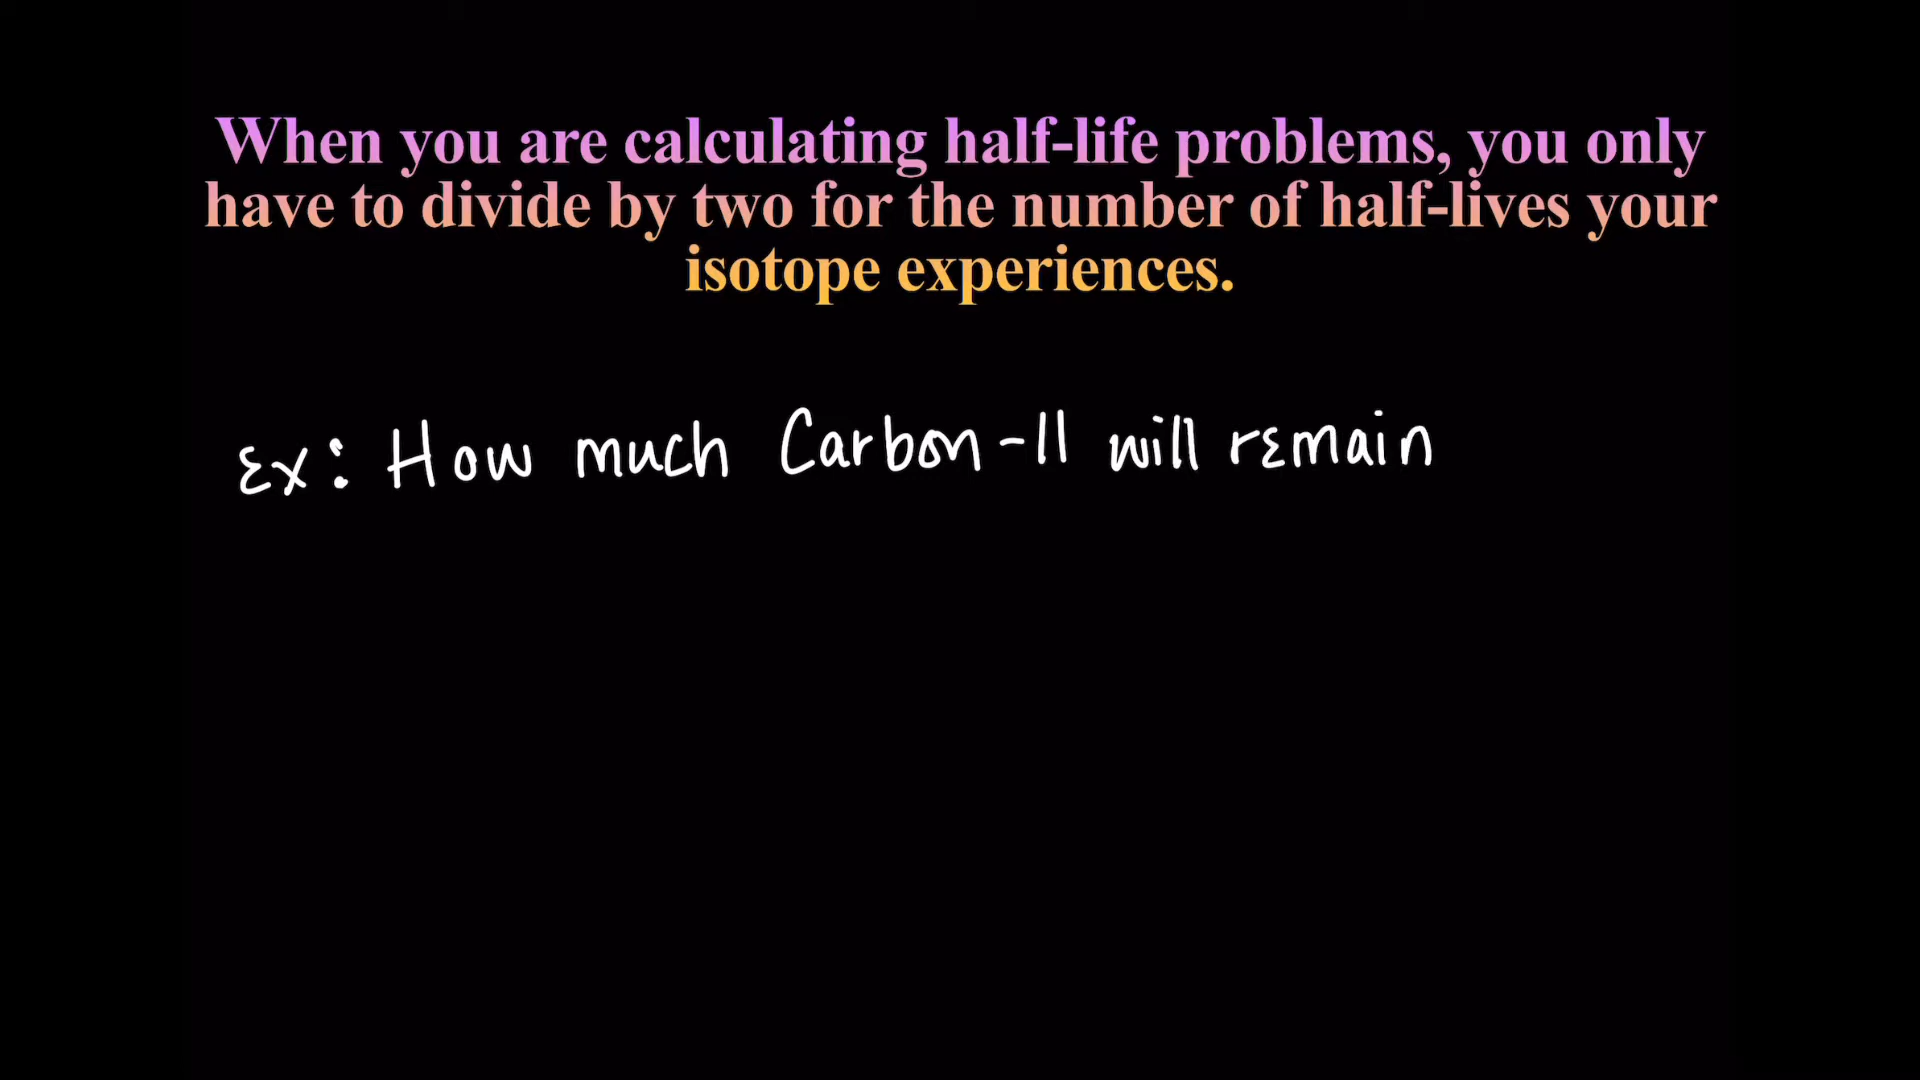 When you are calculating half-life problems, you only
have to divide by two for the number of half-lives your
isotope experiences.
Ex: How much Carbon-11 will remain